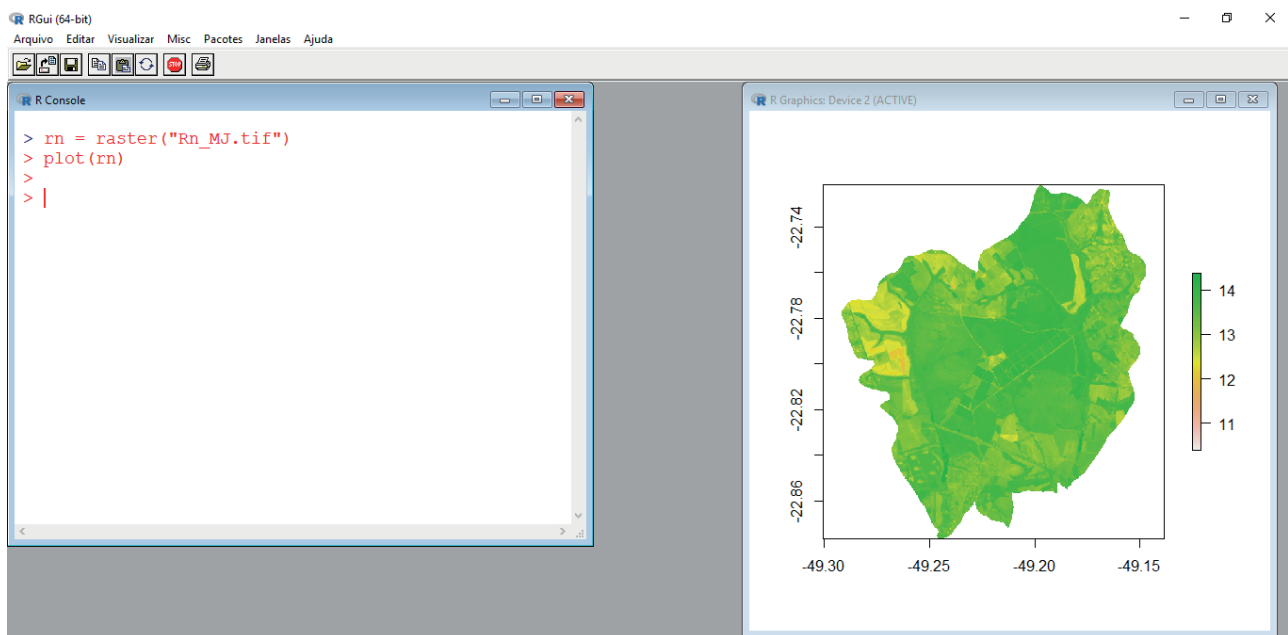 RGui (64-bit)
Arquivo Editar Visualizar Misc Pacotes Janelas Ajuda
STOP
R Console
> rn = raster("Rn_MJ.tif")
> plot(rn)
>
>
R Graphics: Device 2 (ACTIVE)
-22.74
-22.78
-22.82
-22.86
-49.30 -49.25 -49.20 -49.15
14
13
12
11